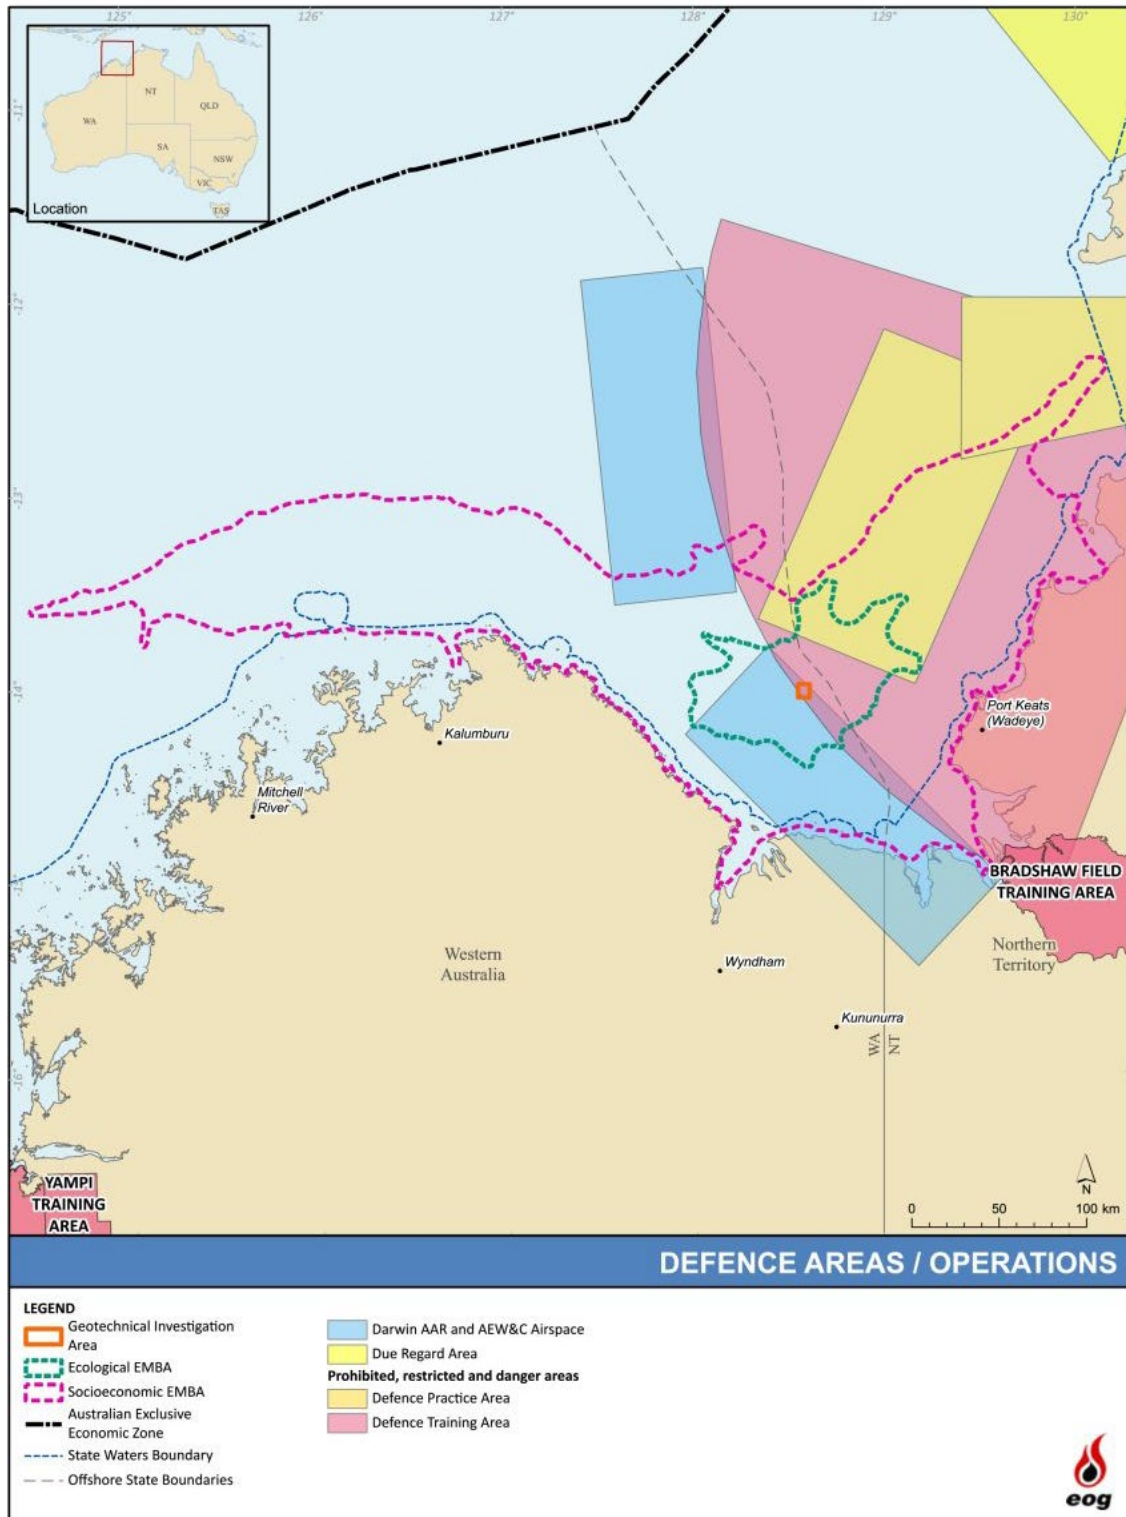 125°
126°
127°
128°
129°
130°
-11°
-12°
-13°
-14°
-16°
NT
QLD
WA
SA
NSW
VIC
TAS
Location
Port Keats
(Wadeye)
Kalumburu
Mitchell
River
BRADSHAW FIELD
TRAINING AREA
Western
Australia
Northern
Territory
Wyndham
Kununurra
WA
NT
YAMPI
TRAINING
AREA
N
0 50 100 km
DEFENCE AREAS / OPERATIONS
LEGEND
Geotechnical Investigation
Area
Ecological EMBA
Socioeconomic EMBA
Australian Exclusive
Economic Zone
State Waters Boundary
Offshore State Boundaries
Darwin AAR and AEW&C Airspace
Due Regard Area
Prohibited, restricted and danger areas
Defence Practice Area
Defence Training Area
eog